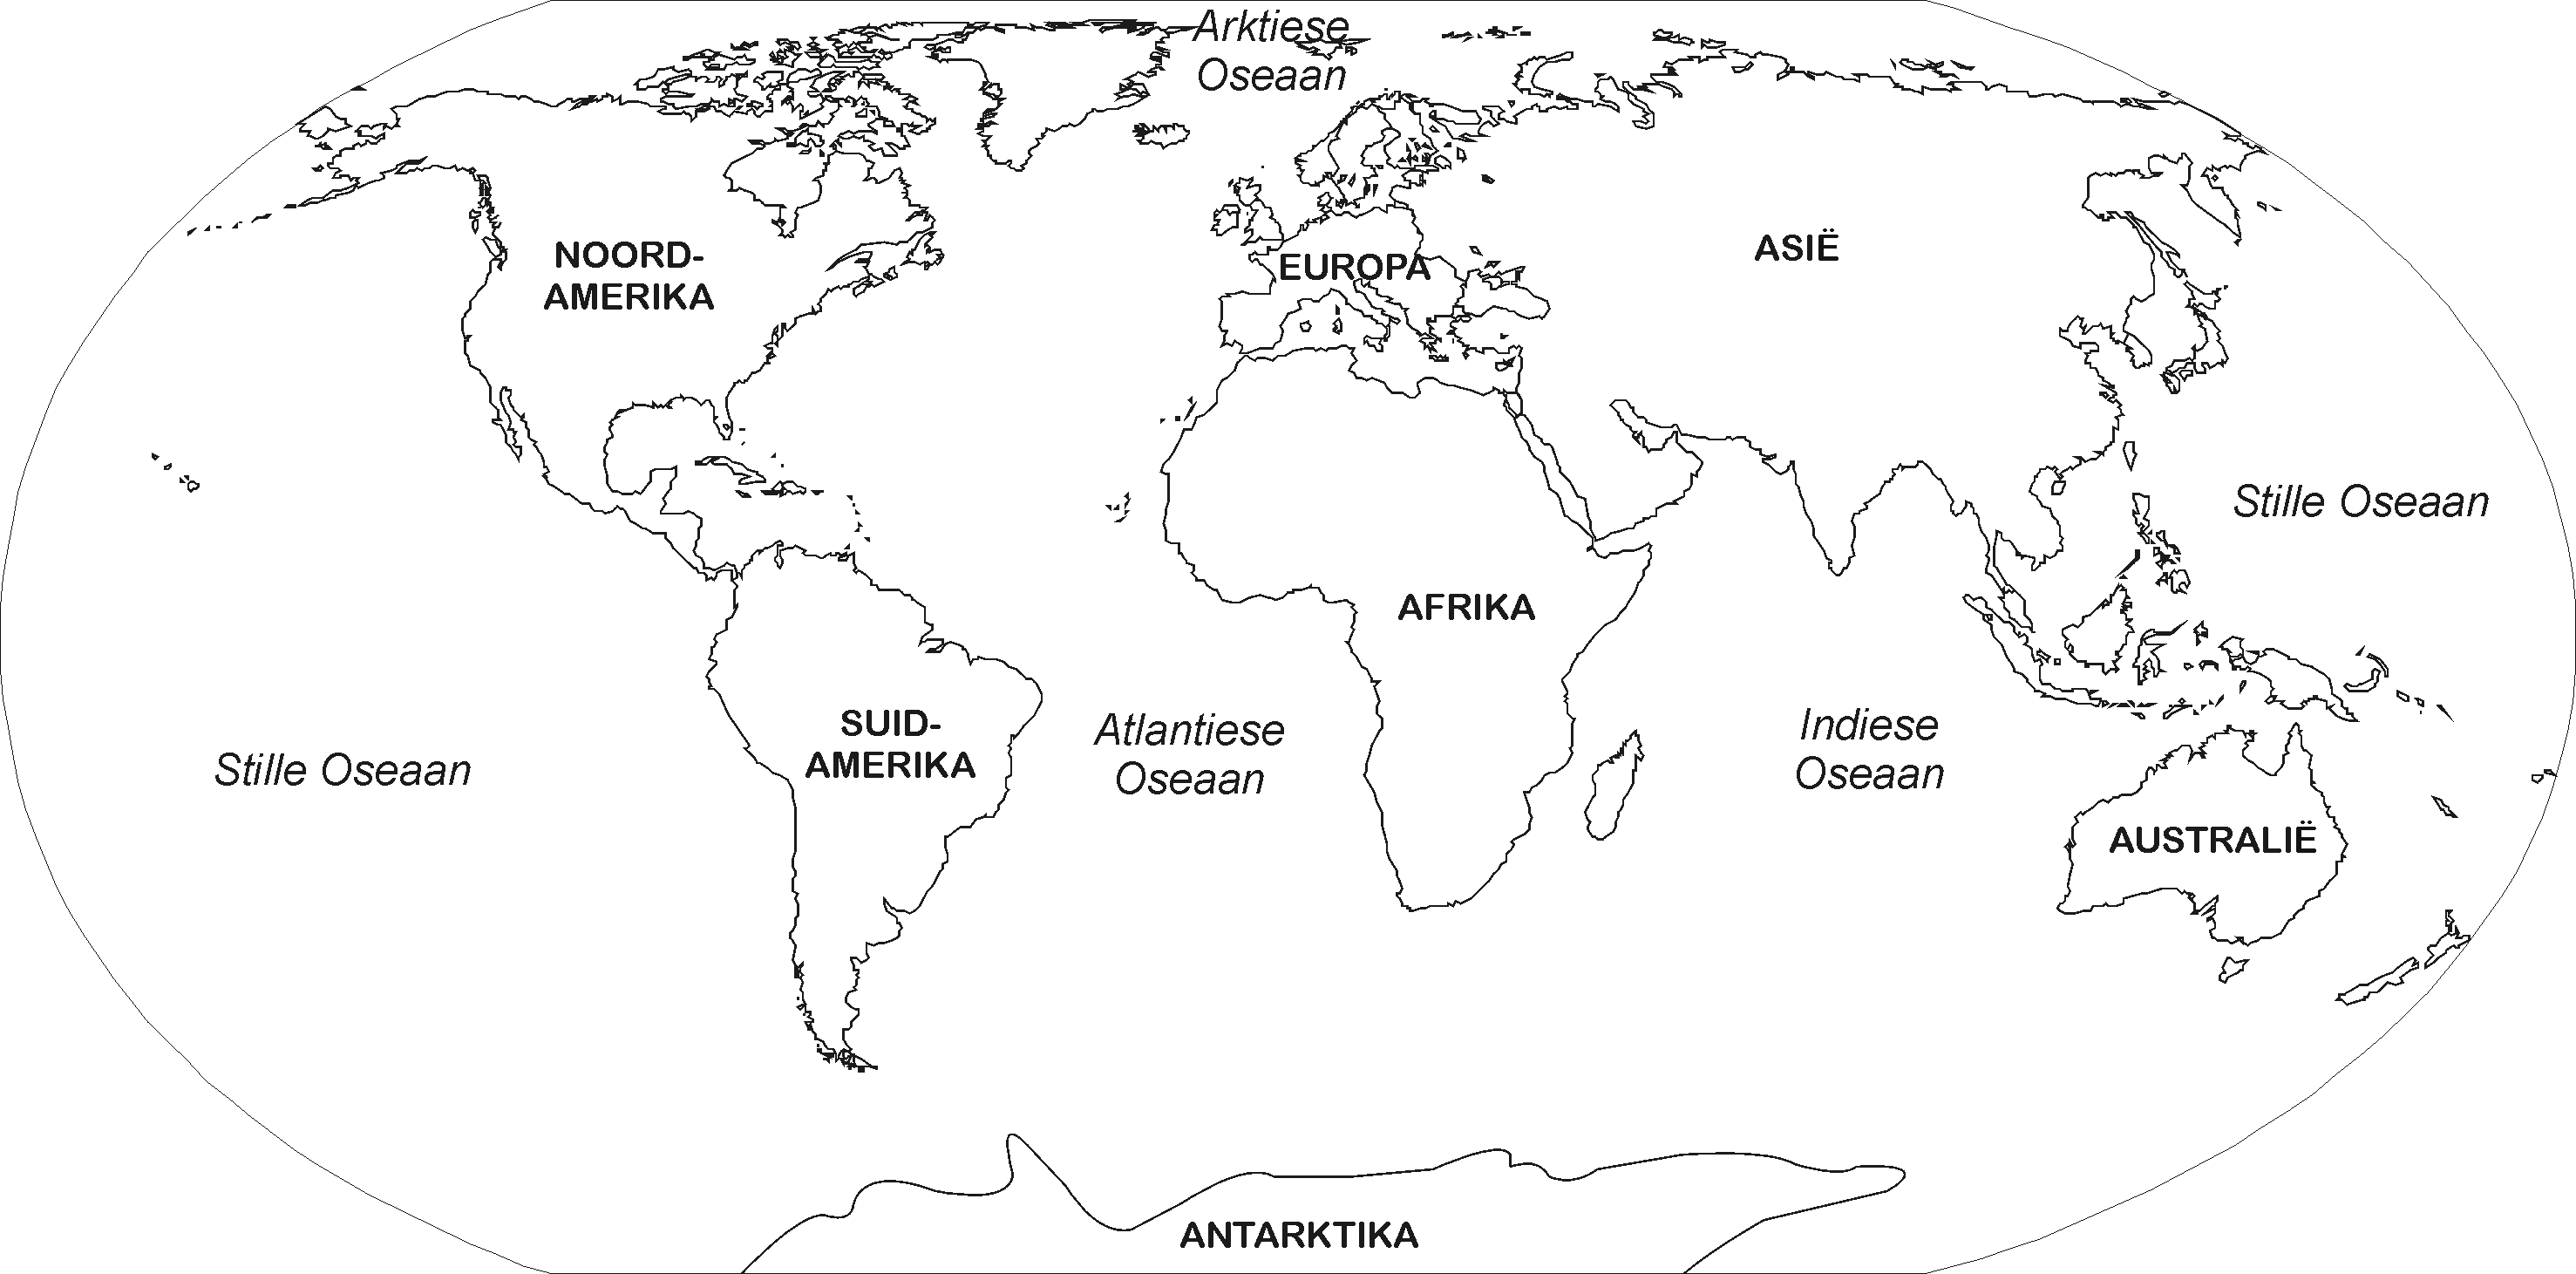 Arktiese
Oseaan
NOORD-
AMERIKA
EUROPA
ASIË
Stille Oseaan
AFRIKA
SUID-
AMERIKA
Stille Oseaan
Atlantiese
Oseaan
Indiese
Oseaan
AUSTRALIË
ANTARKTIKA